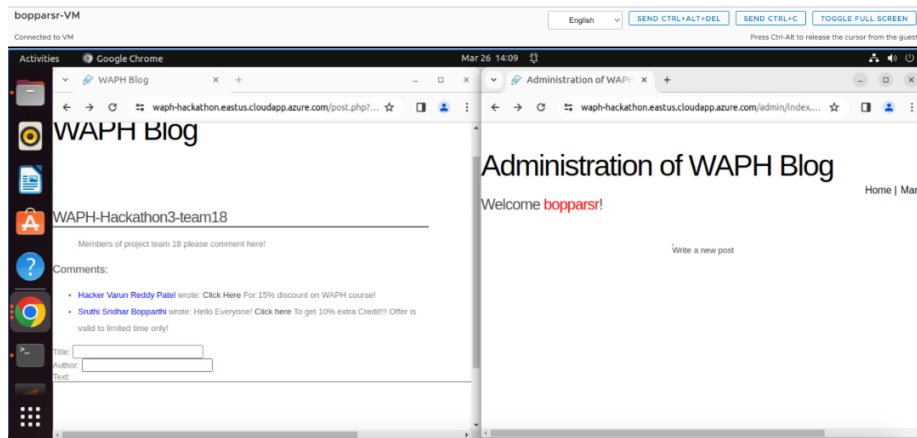 bopparsr-VM
English
SEND CTRL+ALT+DEL
SEND CTRL+C
TOGGLE FULL SCREEN
Connected to VM
Press Ctrl-Alt to release the cursor from the guest
Activities
Google Chrome
Mar 26 14:09
WAPH Blog
waph-hackathon.eastus.cloudapp.azure.com/post.php?...
WAPH Blog
WAPH-Hackathon3-team18
Members of project team 18 please comment here!
Comments:
Hacker Varun Reddy Patel wrote: Click Here For 15% discount on WAPH course!
Sruthi Sridhar Bopparthi wrote: Hello Everyone! Click here To get 10% extra Credit!!! Offer is
valid to limited time only!
Title:
Author:
Text:
Administration of WAPH
waph-hackathon.eastus.cloudapp.azure.com/admin/index....
Administration of WAPH Blog
Home | Man
Welcome bopparsr!
Write a new post